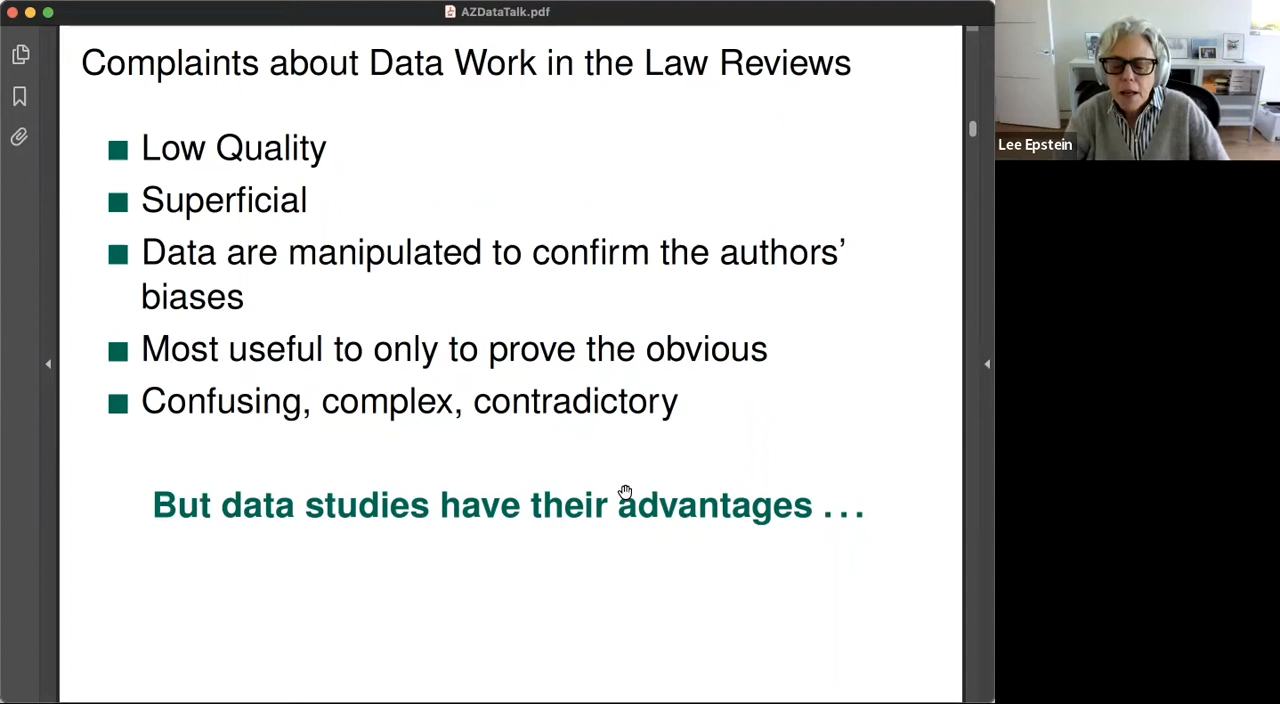 AZDataTalk.pdf
Complaints about Data Work in the Law Reviews
Low Quality
Superficial
Data are manipulated to confirm the authors’
biases
Most useful to only to prove the obvious
Confusing, complex, contradictory
But data studies have their advantages . . .
Lee Epstein